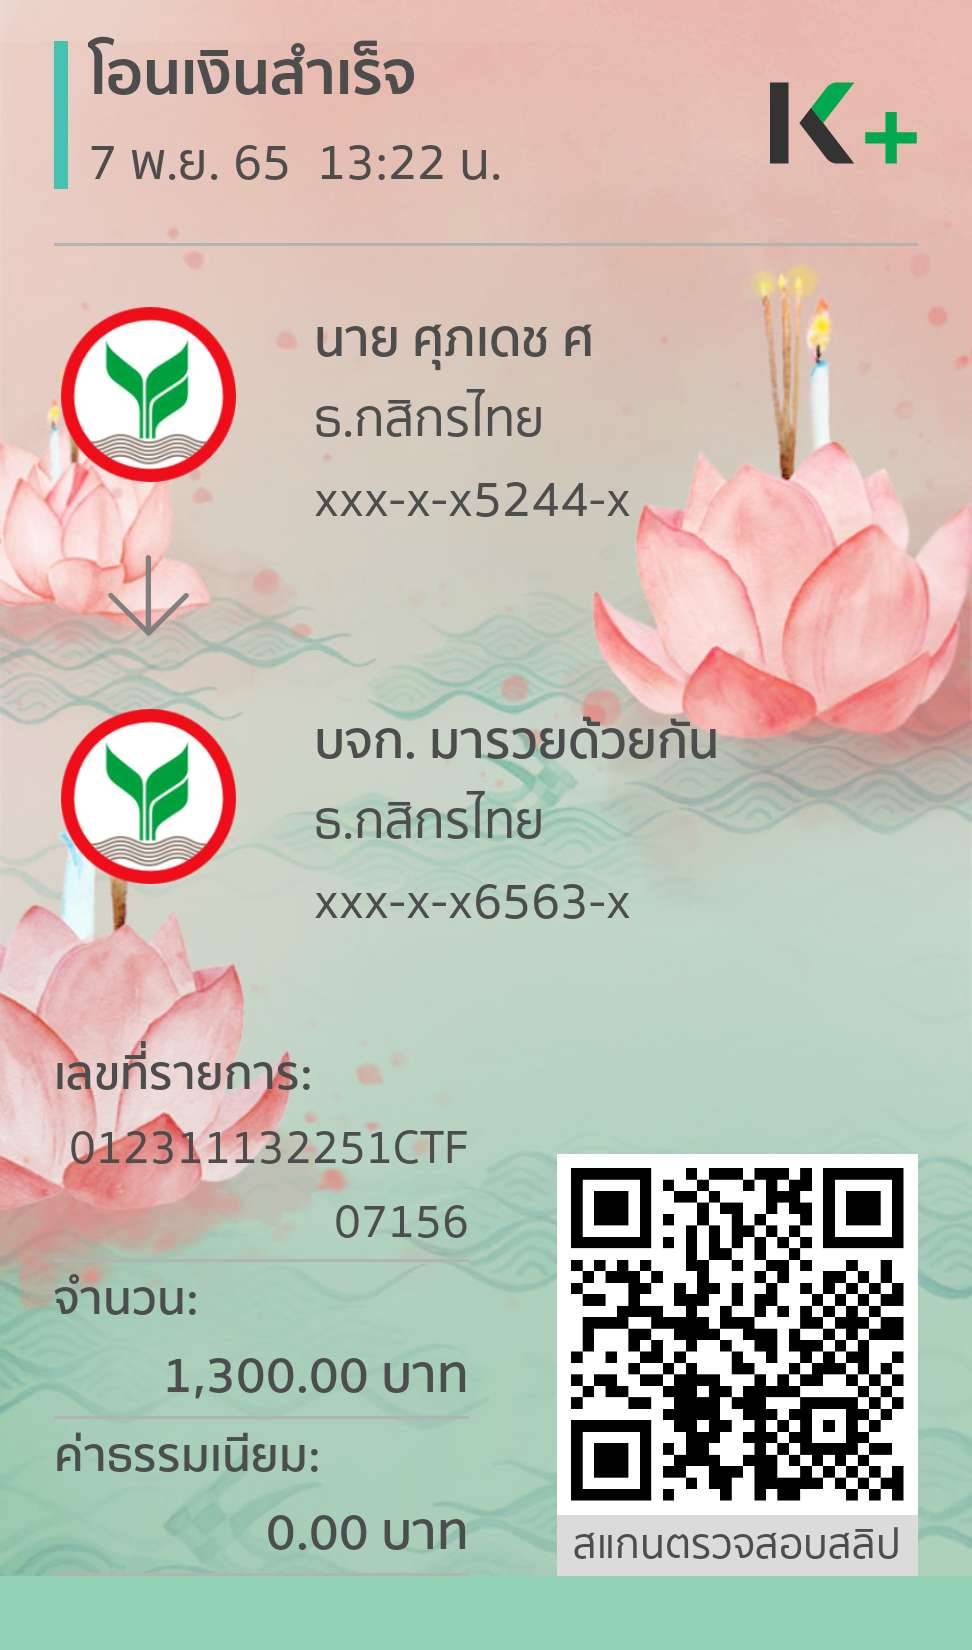 โอนเงินสำเร็จ
7 พ.ย. 65 13:22 น.
K+
นาย ศุภเดช ศ
ธ.กสิกรไทย
xxx-x-x5244-x
บจก. มารวยด้วยกัน
ธ.กสิกรไทย
xxx-x-x6563-x
เลขที่รายการ:
012311132251CTF
07156
จำนวน:
1,300.00 บาท
ค่าธรรมเนียม:
0.00 บาท
สแกนตรวจสอบสลิป